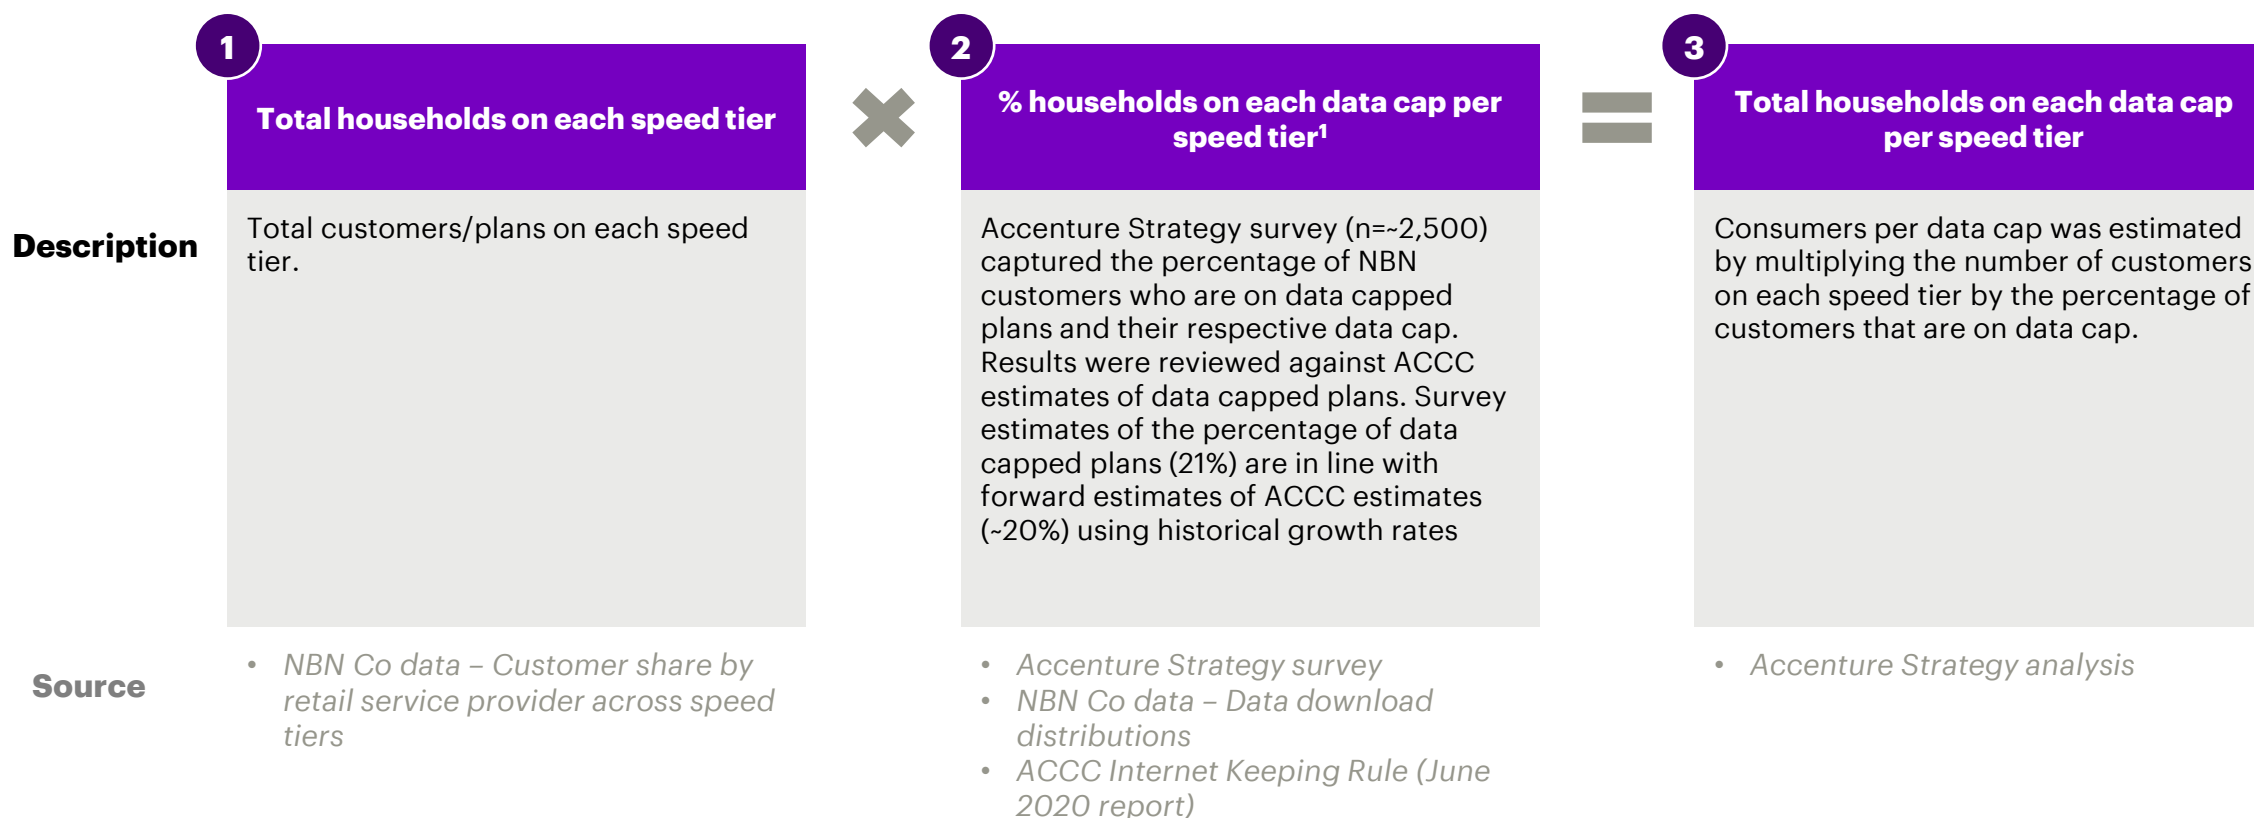 1
Total households on each speed tier
2
% households on each data cap per
speed tier¹
3
Total households on each data cap
per speed tier
Description
Total customers/plans on each speed
tier.
Accenture Strategy survey (n=~2,500)
captured the percentage of NBN
customers who are on data capped
plans and their respective data cap.
Results were reviewed against ACCC
estimates of data capped plans. Survey
estimates of the percentage of data
capped plans (21%) are in line with
forward estimates of ACCC estimates
(~20%) using historical growth rates
Consumers per data cap was estimated
by multiplying the number of customers
on each speed tier by the percentage of
customers that are on data cap.
Source
• NBN Co data – Customer share by
retail service provider across speed
tiers
• Accenture Strategy survey
• NBN Co data – Data download
distributions
• ACCC Internet Keeping Rule (June
2020 report)
• Accenture Strategy analysis